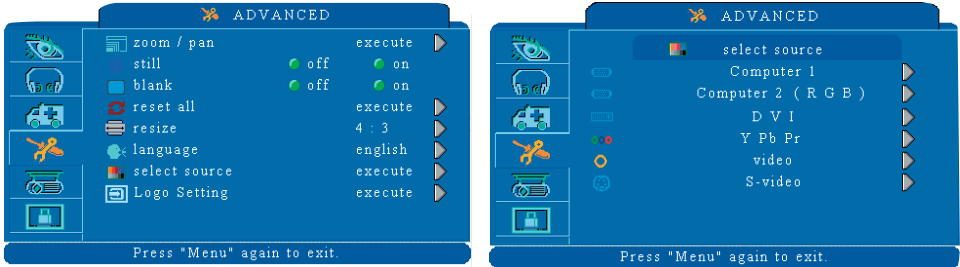 ADVANCED
zoom / pan execute
still off on
blank off on
reset all execute
resize 4 : 3
language english
select source execute
Logo Setting execute
Press "Menu" again to exit.
ADVANCED
select source
Computer 1
Computer 2 ( R G B )
D V I
Y Pb Pr
video
S-video
Press "Menu" again to exit.